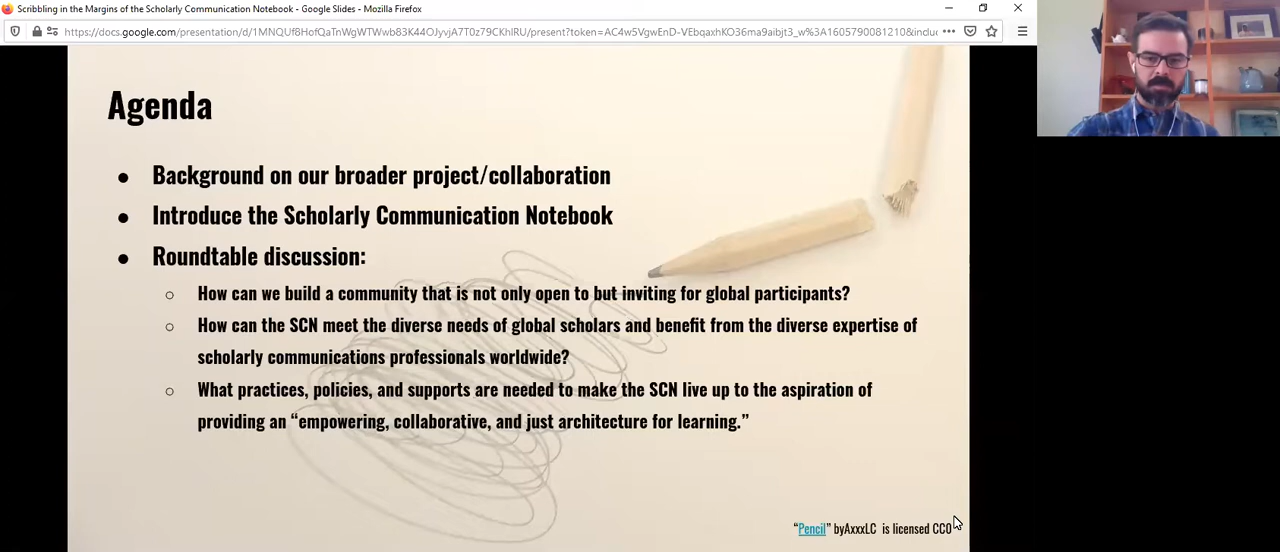 Scribbling in the Margins of the Scholarly Communication Notebook - Google Slides - Mozilla Firefox
https://docs.google.com/presentation/d/1MNQUf8HofQaTnWgWTWwb83K44OJyvjA7T0z79CKhlRU/present?token=AC4w5VgwEnD-VEbqaxhKO36ma9aibjt3_w%3A1605790081210&inclu
Agenda
● Background on our broader project/collaboration
● Introduce the Scholarly Communication Notebook
● Roundtable discussion:
○ How can we build a community that is not only open to but inviting for global participants?
○ How can the SCN meet the diverse needs of global scholars and benefit from the diverse expertise of
scholarly communications professionals worldwide?
○ What practices, policies, and supports are needed to make the SCN live up to the aspiration of
providing an “empowering, collaborative, and just architecture for learning.”
“Pencil” byAxxxLC is licensed CC0